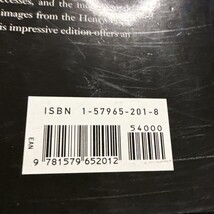 ccesses, and the
images from the Henry
is impressive edition offers an
ISBN 1-57965-201-8
54000
EAN
9 781579 652012